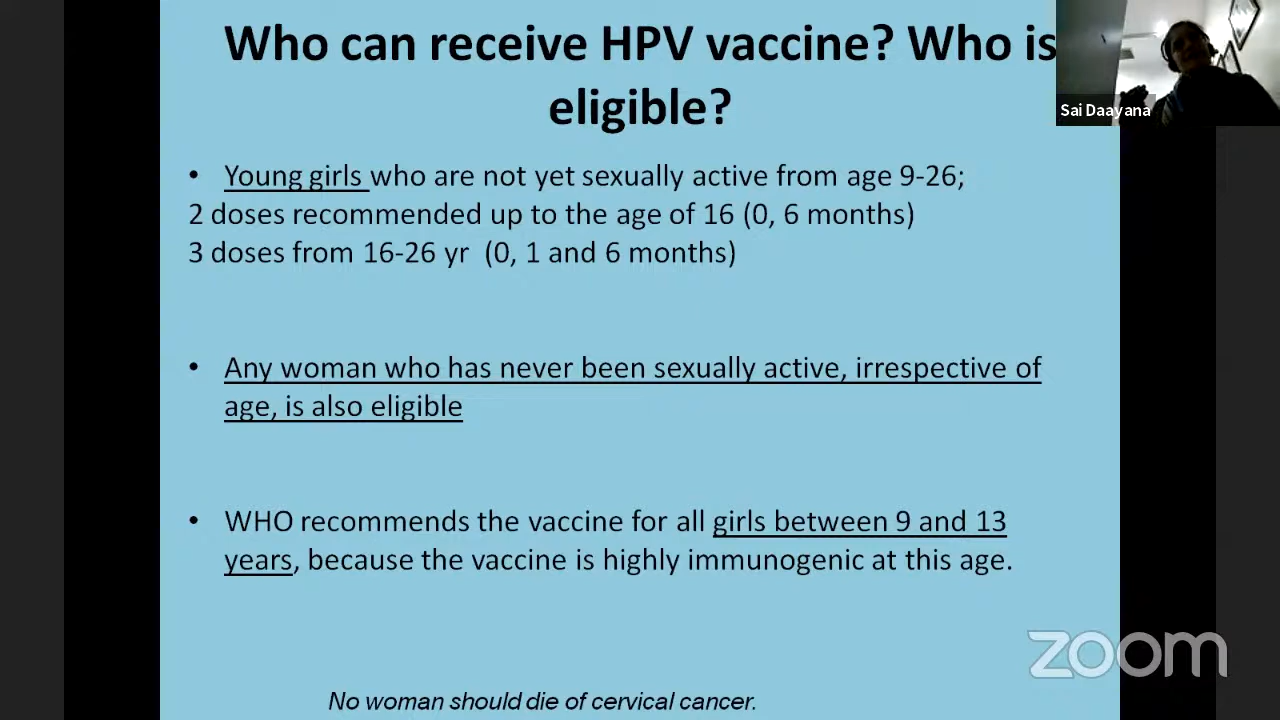 Who can receive HPV vaccine? Who is
eligible?
Sai Daayana
• Young girls who are not yet sexually active from age 9-26;
2 doses recommended up to the age of 16 (0, 6 months)
3 doses from 16-26 yr (0, 1 and 6 months)
• Any woman who has never been sexually active, irrespective of
age, is also eligible
• WHO recommends the vaccine for all girls between 9 and 13
years, because the vaccine is highly immunogenic at this age.
zoom
No woman should die of cervical cancer.